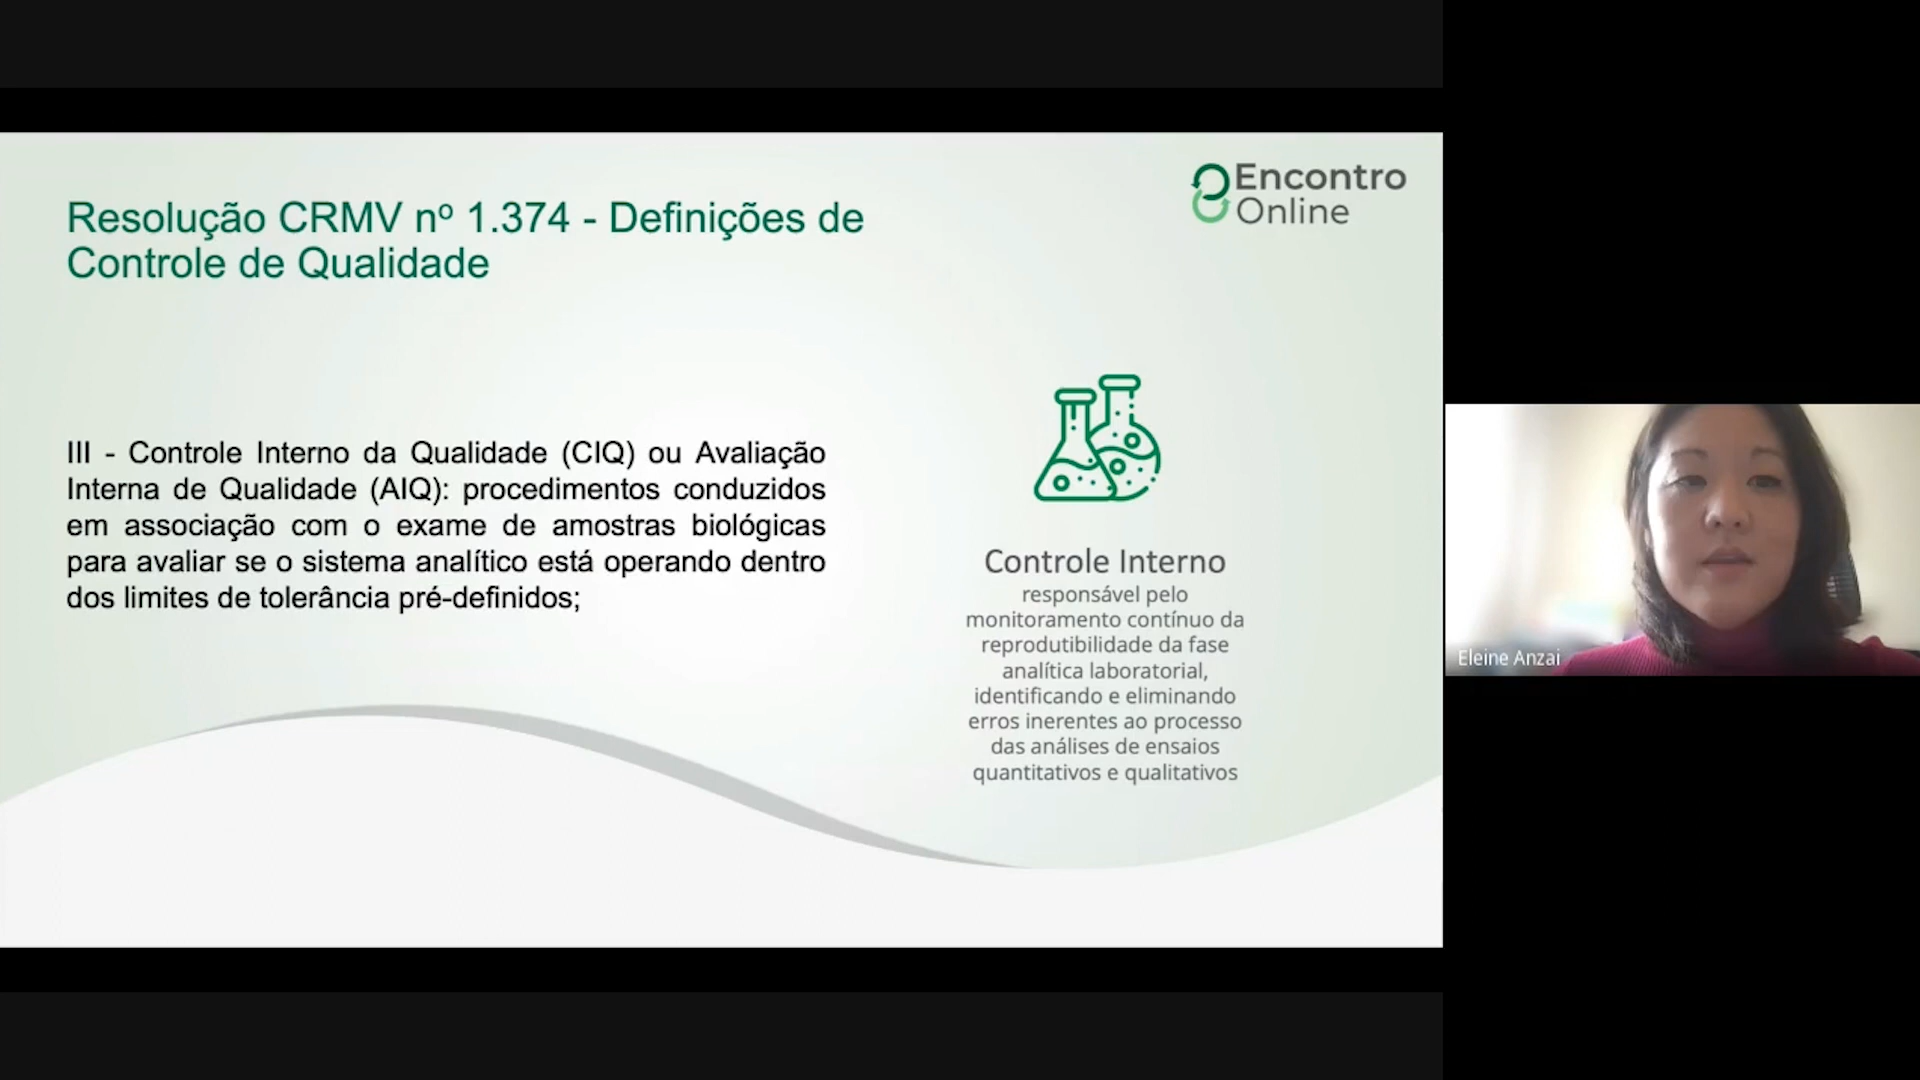 Encontro
Online
Resolução CRMV nº 1.374 - Definições de
Controle de Qualidade
III - Controle Interno da Qualidade (CIQ) ou Avaliação
Interna de Qualidade (AIQ): procedimentos conduzidos
em associação com o exame de amostras biológicas
para avaliar se o sistema analítico está operando dentro
dos limites de tolerância pré-definidos;
Controle Interno
responsável pelo
monitoramento contínuo da
reprodutibilidade da fase
analítica laboratorial,
identificando e eliminando
erros inerentes ao processo
das análises de ensaios
quantitativos e qualitativos
Eleine Anzai